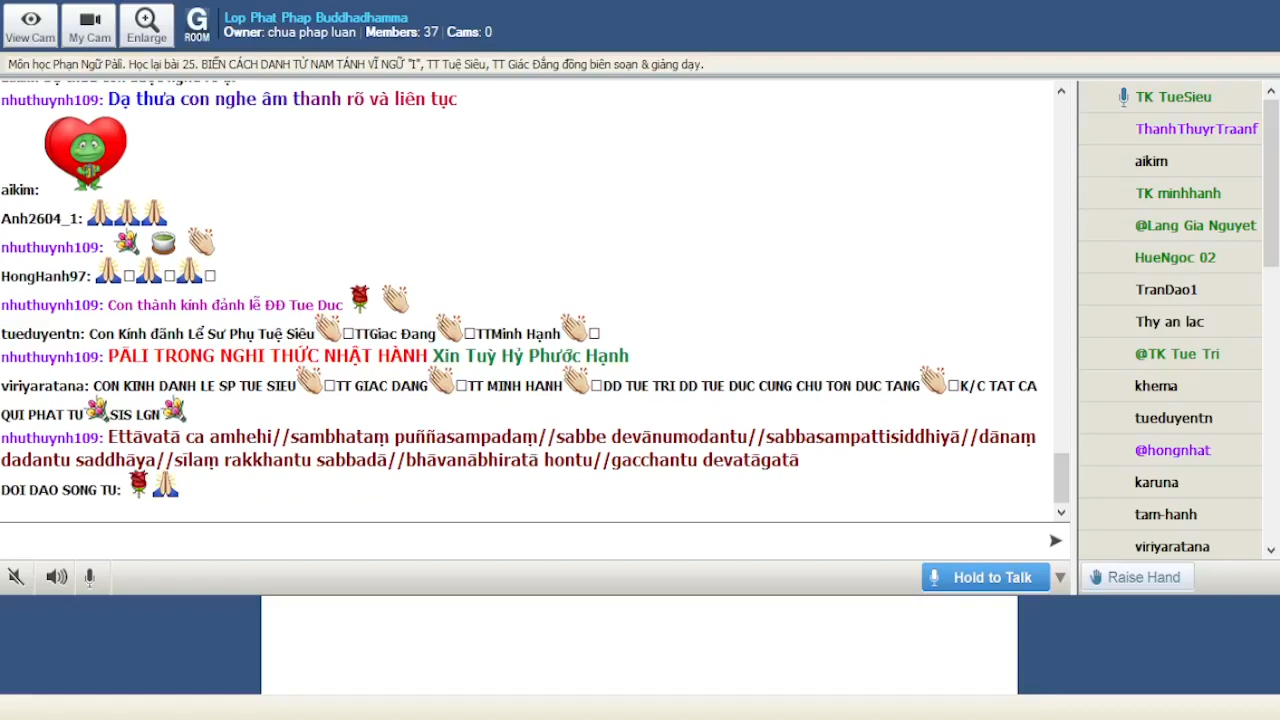 View Cam
My Cam
Enlarge
G
ROOM
Lop Phat Phap Buddhadhamma
Owner: chua phap luan | Members: 37 | Cams: 0
Môn học Phạn Ngữ Pāli. Học lại bài 25. BIẾN CÁCH DANH TỪ NAM TÁNH VĨ NGỮ "I", TT Tuệ Siêu, TT Giác Đẳng đồng biên soạn & giảng dạy.
nhuthuynh109: Dạ thưa con nghe âm thanh rõ và liên tục
aikim:
Anh2604_1:
nhuthuynh109:
HongHanh97:
nhuthuynh109: Con thành kính đảnh lễ ĐĐ Tue Duc
tueduyentn: Con Kính đãnh Lể Sư Phụ Tuệ Siêu TTGiac Đang TTMinh Hạnh
nhuthuynh109: PĀLI TRONG NGHI THỨC NHẬT HÀNH Xin Tuỳ Hỷ Phước Hạnh
viriyaratana: CON KINH DANH LE SP TUE SIEU TT GIAC DANG TT MINH HANH DD TUE TRI DD TUE DUC CUNG CHU TON DUC TANG K/C TAT CA
QUI PHAT TU SIS LGN
nhuthuynh109: Ettāvatā ca amhehi//sambhataṃ puññasampadaṃ//sabbe devānumodantu//sabbasampattisiddhiyā//dānaṃ
dadantu saddhāya//sīlaṃ rakkhantu sabbadā//bhāvanābhiratā hontu//gacchantu devatāgatā
DOI DAO SONG TU:
Hold to Talk
TK TueSieu
ThanhThuyrTraanf
aikim
TK minhhanh
@Lang Gia Nguyet
HueNgoc 02
TranDao1
Thy an lac
@TK Tue Tri
khema
tueduyentn
@hongnhat
karuna
tam-hanh
viriyaratana
Raise Hand